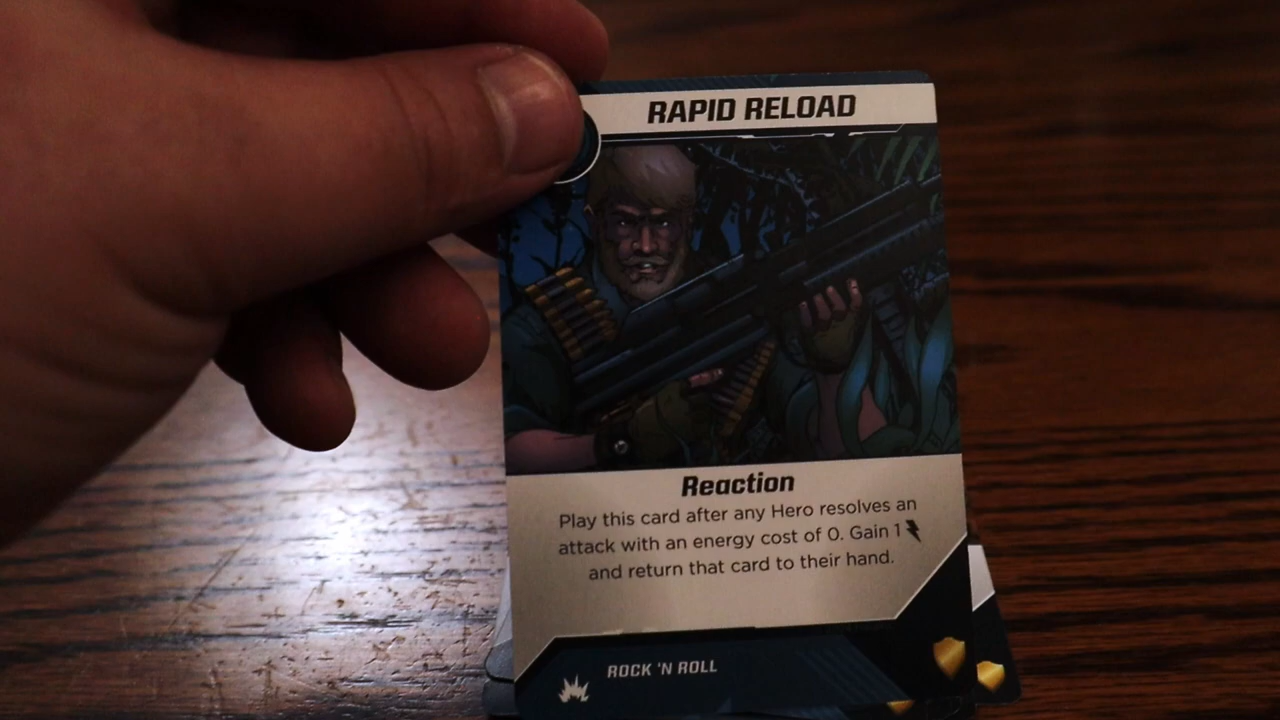 RAPID RELOAD
Reaction
Play this card after any Hero resolves an
attack with an energy cost of 0. Gain 1
and return that card to their hand.
ROCK 'N ROLL